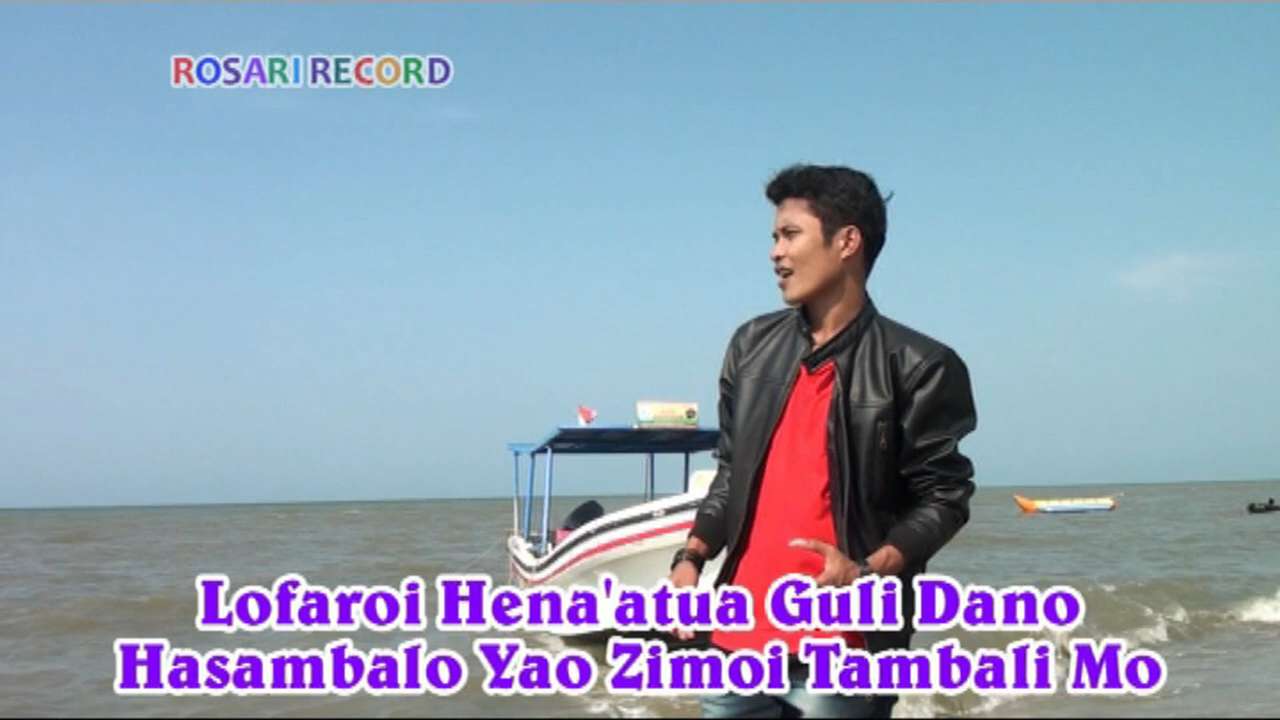 ROSARI RECORD
Lofaroi Hena'atua Guli Dano
Hasambalo Yao Zimoi Tambali Mo